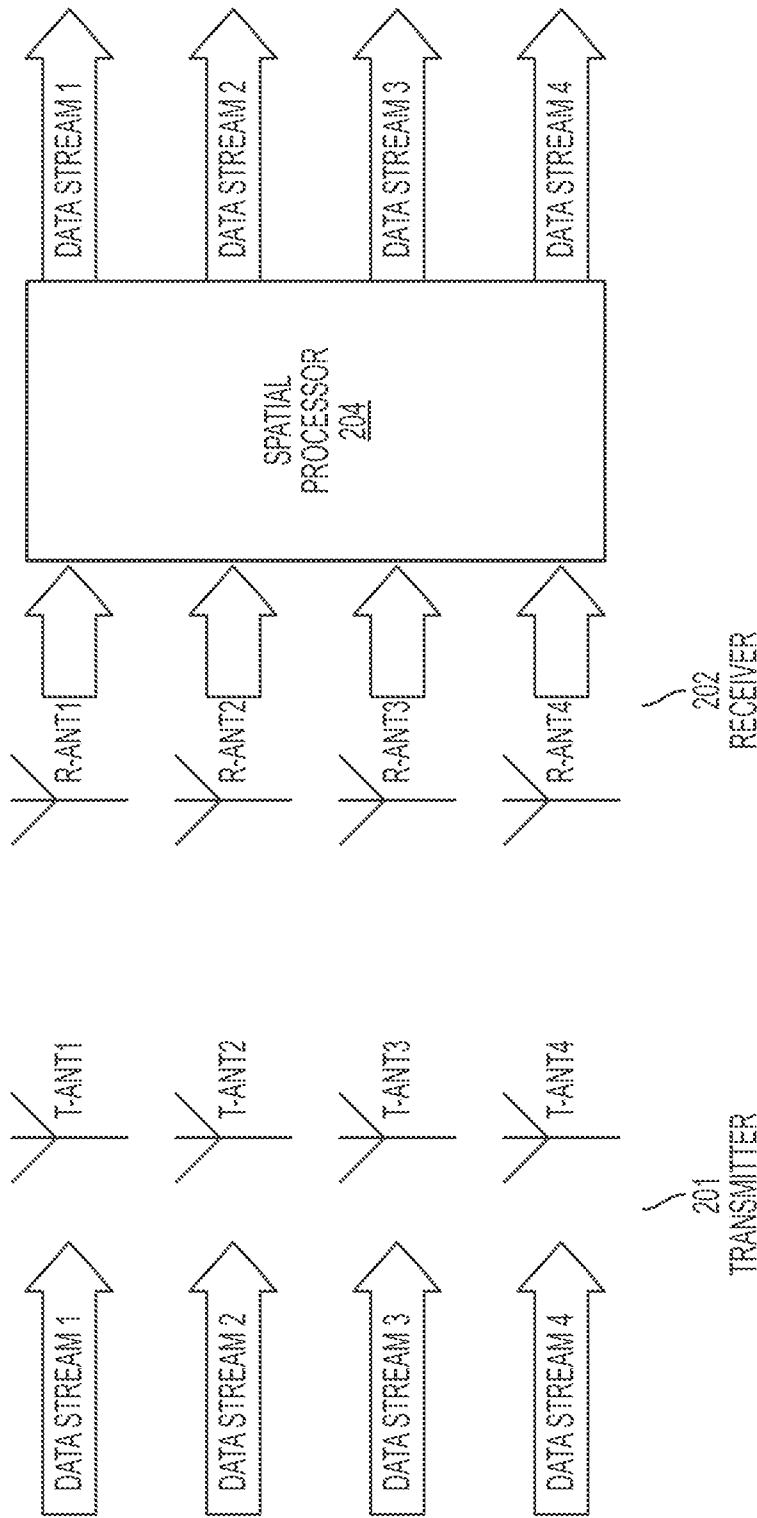 DATA STREAM 1
T-ANT1
R-ANT1
DATA STREAM 1
DATA STREAM 2
T-ANT2
R-ANT2
DATA STREAM 2
DATA STREAM 3
T-ANT3
R-ANT3
DATA STREAM 3
DATA STREAM 4
T-ANT4
R-ANT4
DATA STREAM 4
SPATIAL
PROCESSOR
204
201
TRANSMITTER
202
RECEIVER